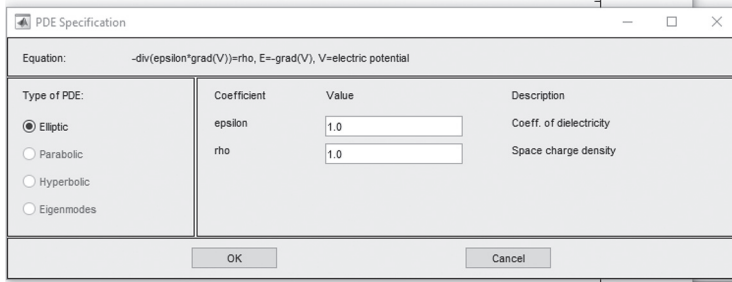 PDE Specification
Equation: -div(epsilon*grad(V))=rho, E=-grad(V), V=electric potential
Type of PDE:
Elliptic
Parabolic
Hyperbolic
Eigenmodes
Coefficient Value Description
epsilon 1.0 Coeff. of dielectricity
rho 1.0 Space charge density
OK Cancel